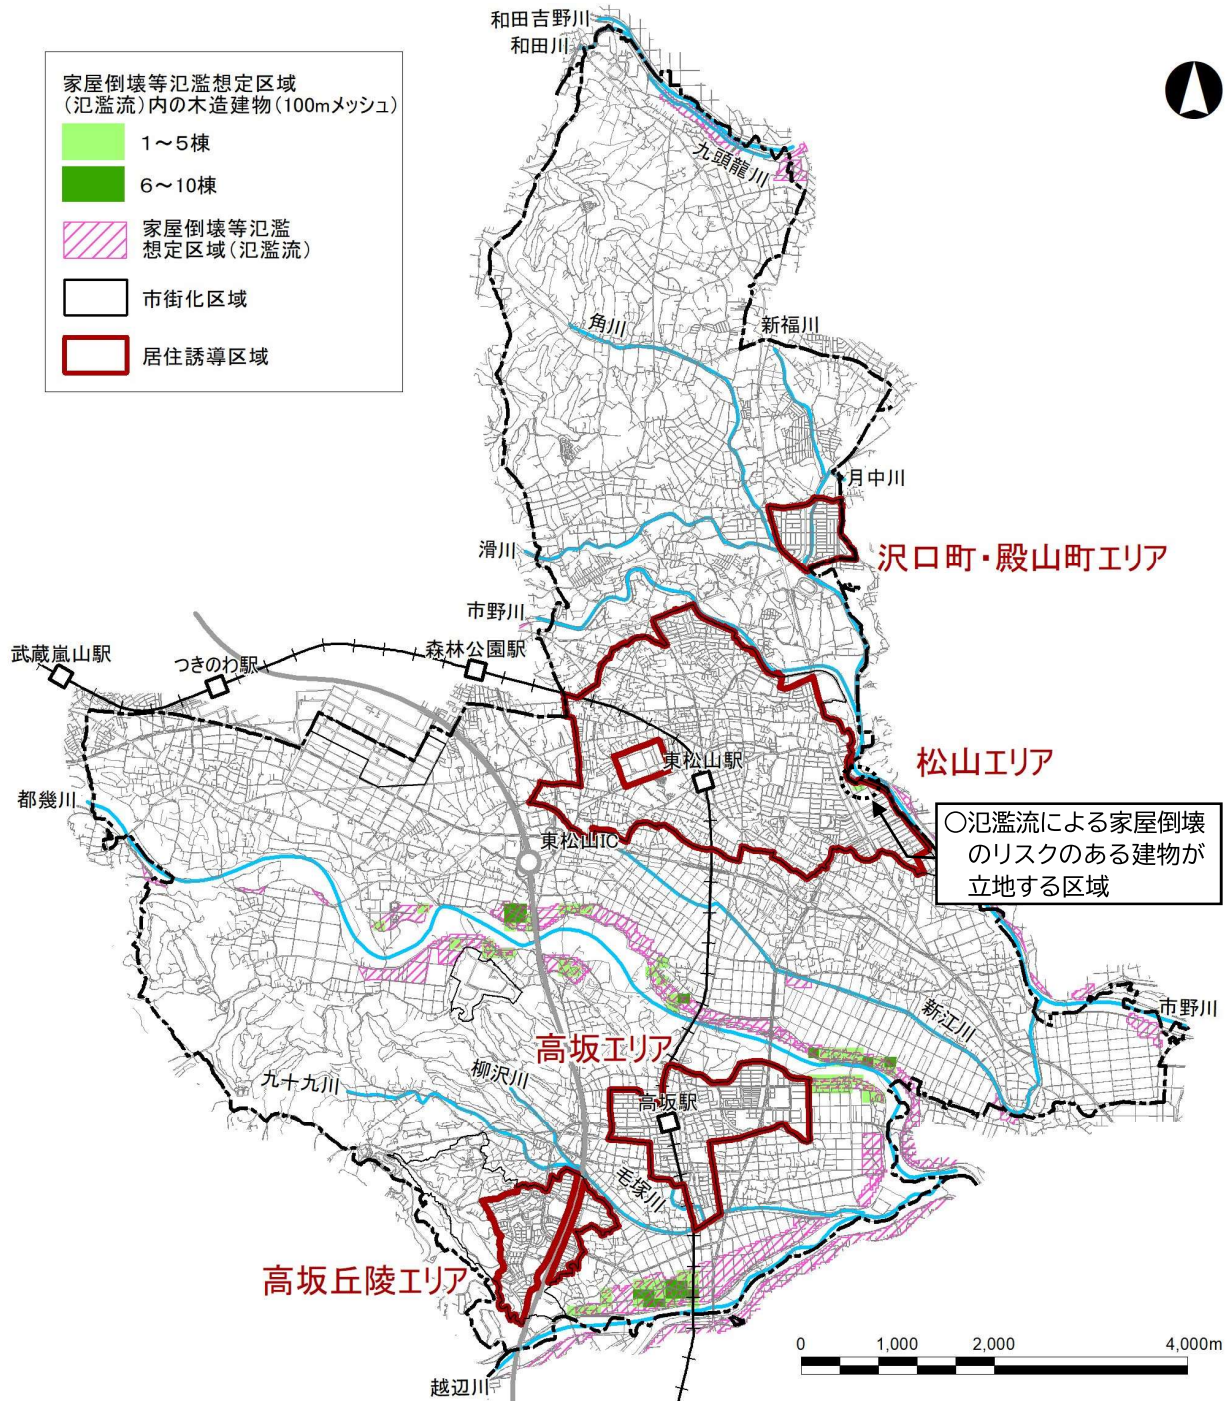 和田吉野川
和田川
家屋倒壊等氾濫想定区域
(氾濫流)内の木造建物(100mメッシュ)
1～5棟
6～10棟
家屋倒壊等氾濫
想定区域(氾濫流)
市街化区域
居住誘導区域
九頭龍川
角川
新福川
月中川
滑川
沢口町・殿山町エリア
市野川
武蔵嵐山駅
つきのわ駅
森林公園駅
東松山駅
松山エリア
都幾川
東松山IC
○氾濫流による家屋倒壊
のリスクのある建物が
立地する区域
新江川
市野川
高坂エリア
九十九川
柳沢川
高坂駅
毛塚川
高坂丘陵エリア
越辺川
0 1,000 2,000 4,000m